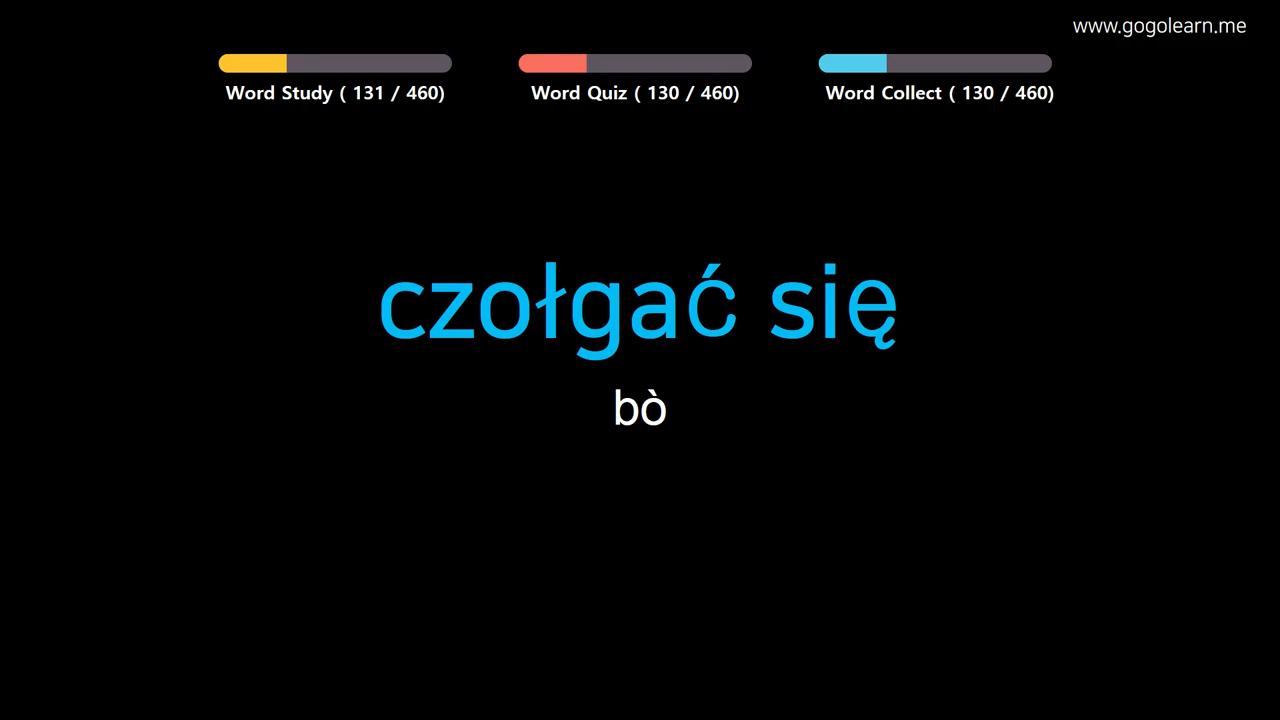 www.gogolearn.me
Word Study ( 131 / 460)
Word Quiz ( 130 / 460)
Word Collect ( 130 / 460)
czołgać się
bò